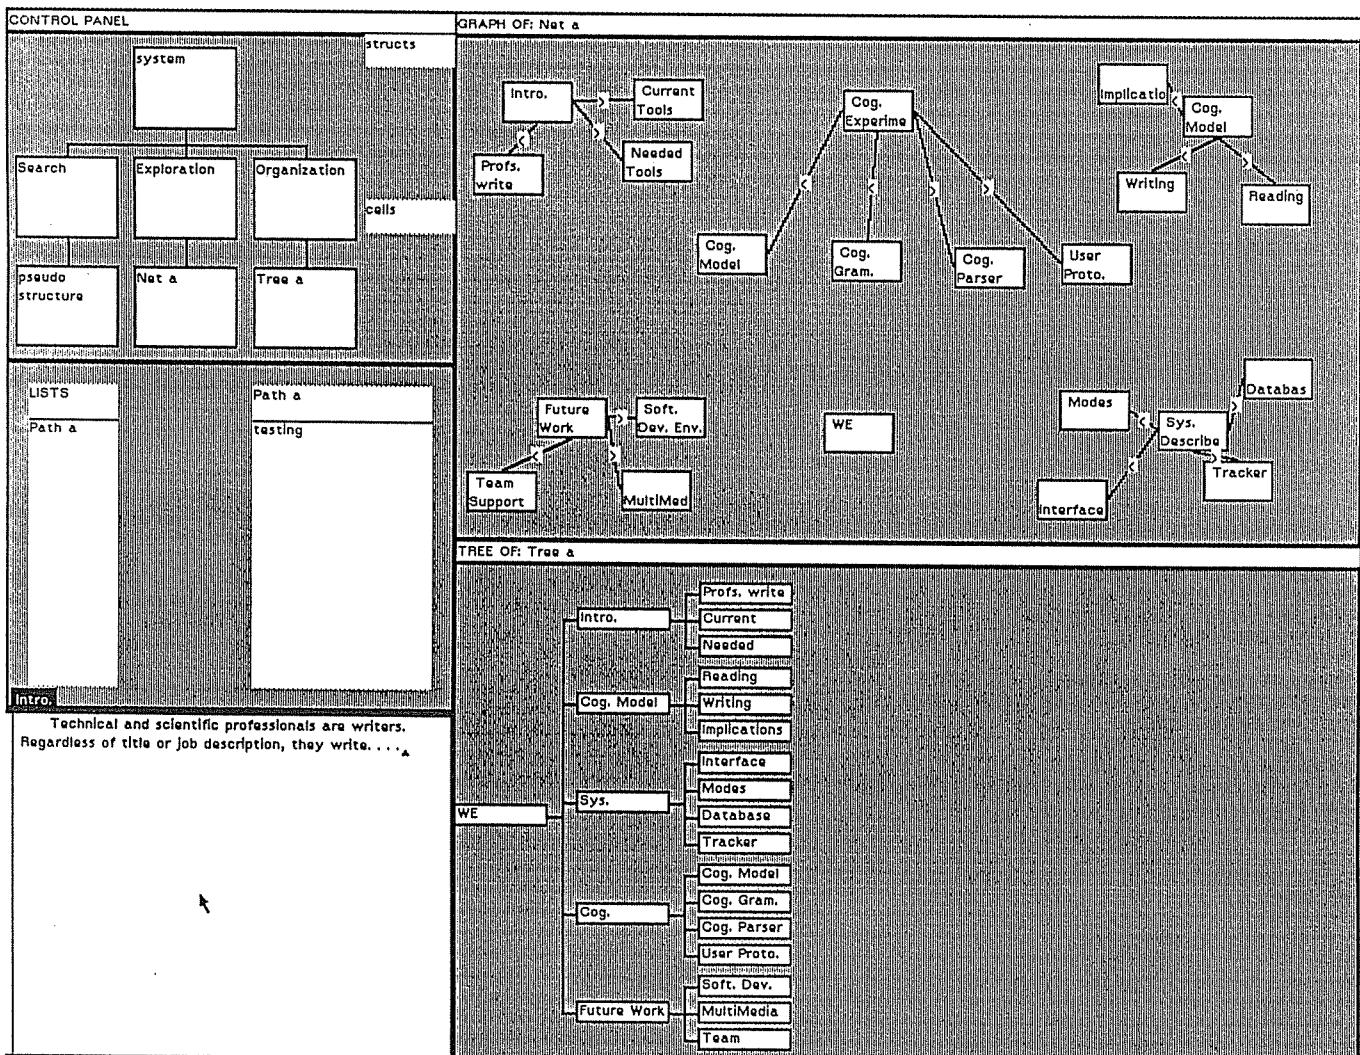 CONTROL PANEL
structs
system
Search
Exploration
Organization
cells
pseudo
structure
Net a
Tree a
LISTS
Path a
Path a
testing
Intro.
Technical and scientific professionals are writers.
Regardless of title or job description, they write. . . .
GRAPH OF: Net a
Intro.
Current
Tools
Profs.
write
Needed
Tools
Cog.
Experime
Cog.
Model
Cog.
Gram.
Cog.
Parser
User
Proto.
Implicatio
Cog.
Model
Writing
Reading
Future
Work
Soft.
Dev. Env.
Team
Support
MultiMed
WE
Modes
Sys.
Describe
Databas
Tracker
Interface
TREE OF: Tree a
WE
Intro.
Profs. write
Current
Needed
Cog. Model
Reading
Writing
Implications
Sys.
Interface
Modes
Database
Tracker
Cog.
Cog. Model
Cog. Gram.
Cog. Parser
User Proto.
Future Work
Soft. Dev.
MultiMedia
Team